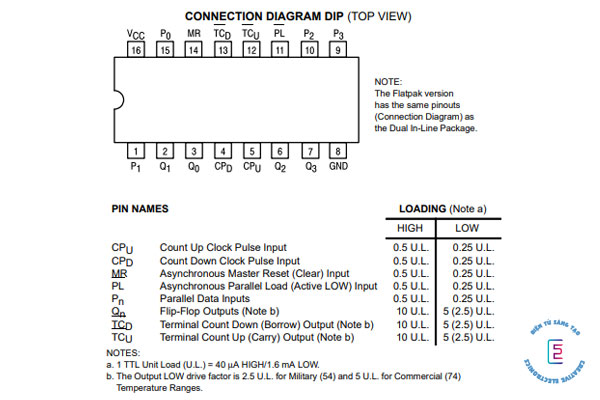 CONNECTION DIAGRAM DIP (TOP VIEW)
VCC P0 MR TCD TCU PL P2 P3
16 15 14 13 12 11 10 9
NOTE:
The Flatpak version
has the same pinouts
(Connection Diagram) as
the Dual In-Line Package.
1 2 3 4 5 6 7 8
P1 Q1 Q0 CPD CPU Q2 Q3 GND
PIN NAMES LOADING (Note a)
HIGH LOW
CPU Count Up Clock Pulse Input 0.5 U.L. 0.25 U.L.
CPD Count Down Clock Pulse Input 0.5 U.L. 0.25 U.L.
MR Asynchronous Master Reset (Clear) Input 0.5 U.L. 0.25 U.L.
PL Asynchronous Parallel Load (Active LOW) Input 0.5 U.L. 0.25 U.L.
Pn Parallel Data Inputs 0.5 U.L. 0.25 U.L.
Qn Flip-Flop Outputs (Note b) 10 U.L. 5 (2.5) U.L.
TCD Terminal Count Down (Borrow) Output (Note b) 10 U.L. 5 (2.5) U.L.
TCU Terminal Count Up (Carry) Output (Note b) 10 U.L. 5 (2.5) U.L.
NOTES:
a. 1 TTL Unit Load (U.L.) = 40 μA HIGH/1.6 mA LOW.
b. The Output LOW drive factor is 2.5 U.L. for Military (54) and 5 U.L. for Commercial (74)
Temperature Ranges.
ĐIỆN TỬ SÁNG TẠO
CREATIVE ELECTRONICS